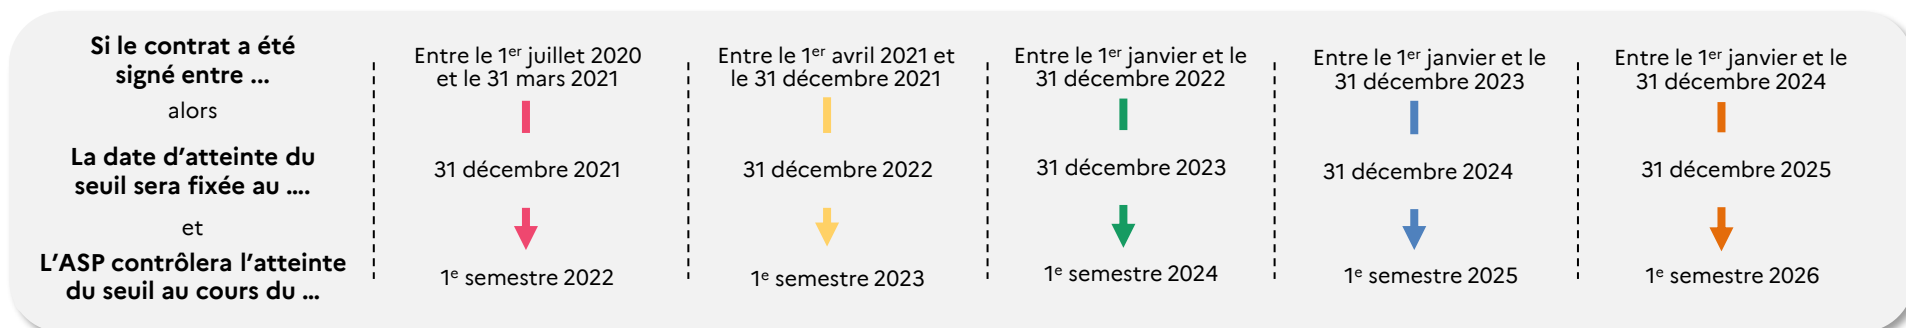 Si le contrat a été
signé entre ...
alors
La date d’atteinte du
seuil sera fixée au ....
et
L’ASP contrôlera l’atteinte
du seuil au cours du ...
Entre le 1er juillet 2020
et le 31 mars 2021
31 décembre 2021
1e semestre 2022
Entre le 1er avril 2021 et
le 31 décembre 2021
31 décembre 2022
1e semestre 2023
Entre le 1er janvier et le
31 décembre 2022
31 décembre 2023
1e semestre 2024
Entre le 1er janvier et le
31 décembre 2023
31 décembre 2024
1e semestre 2025
Entre le 1er janvier et le
31 décembre 2024
31 décembre 2025
1e semestre 2026